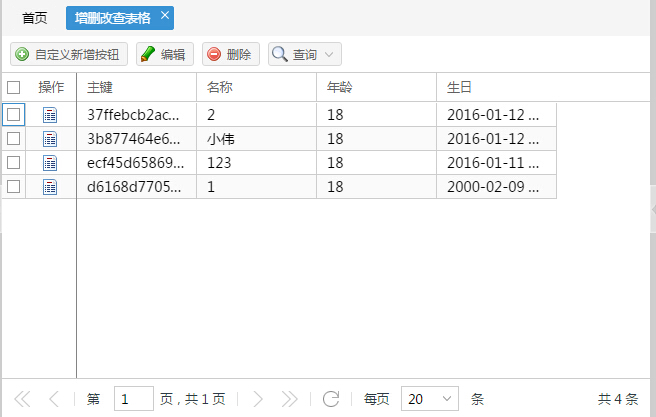 首页 增删改查表格
自定义新增按钮 编辑 删除 查询
操作 主键 名称 年龄 生日
37ffebcb2ac... 2 18 2016-01-12 ...
3b877464e6... 小伟 18 2016-01-12 ...
ecf45d65869... 123 18 2016-01-11 ...
d6168d7705... 1 18 2000-02-09 ...
第 1 页 , 共 1 页 每页 20 条 共 4 条